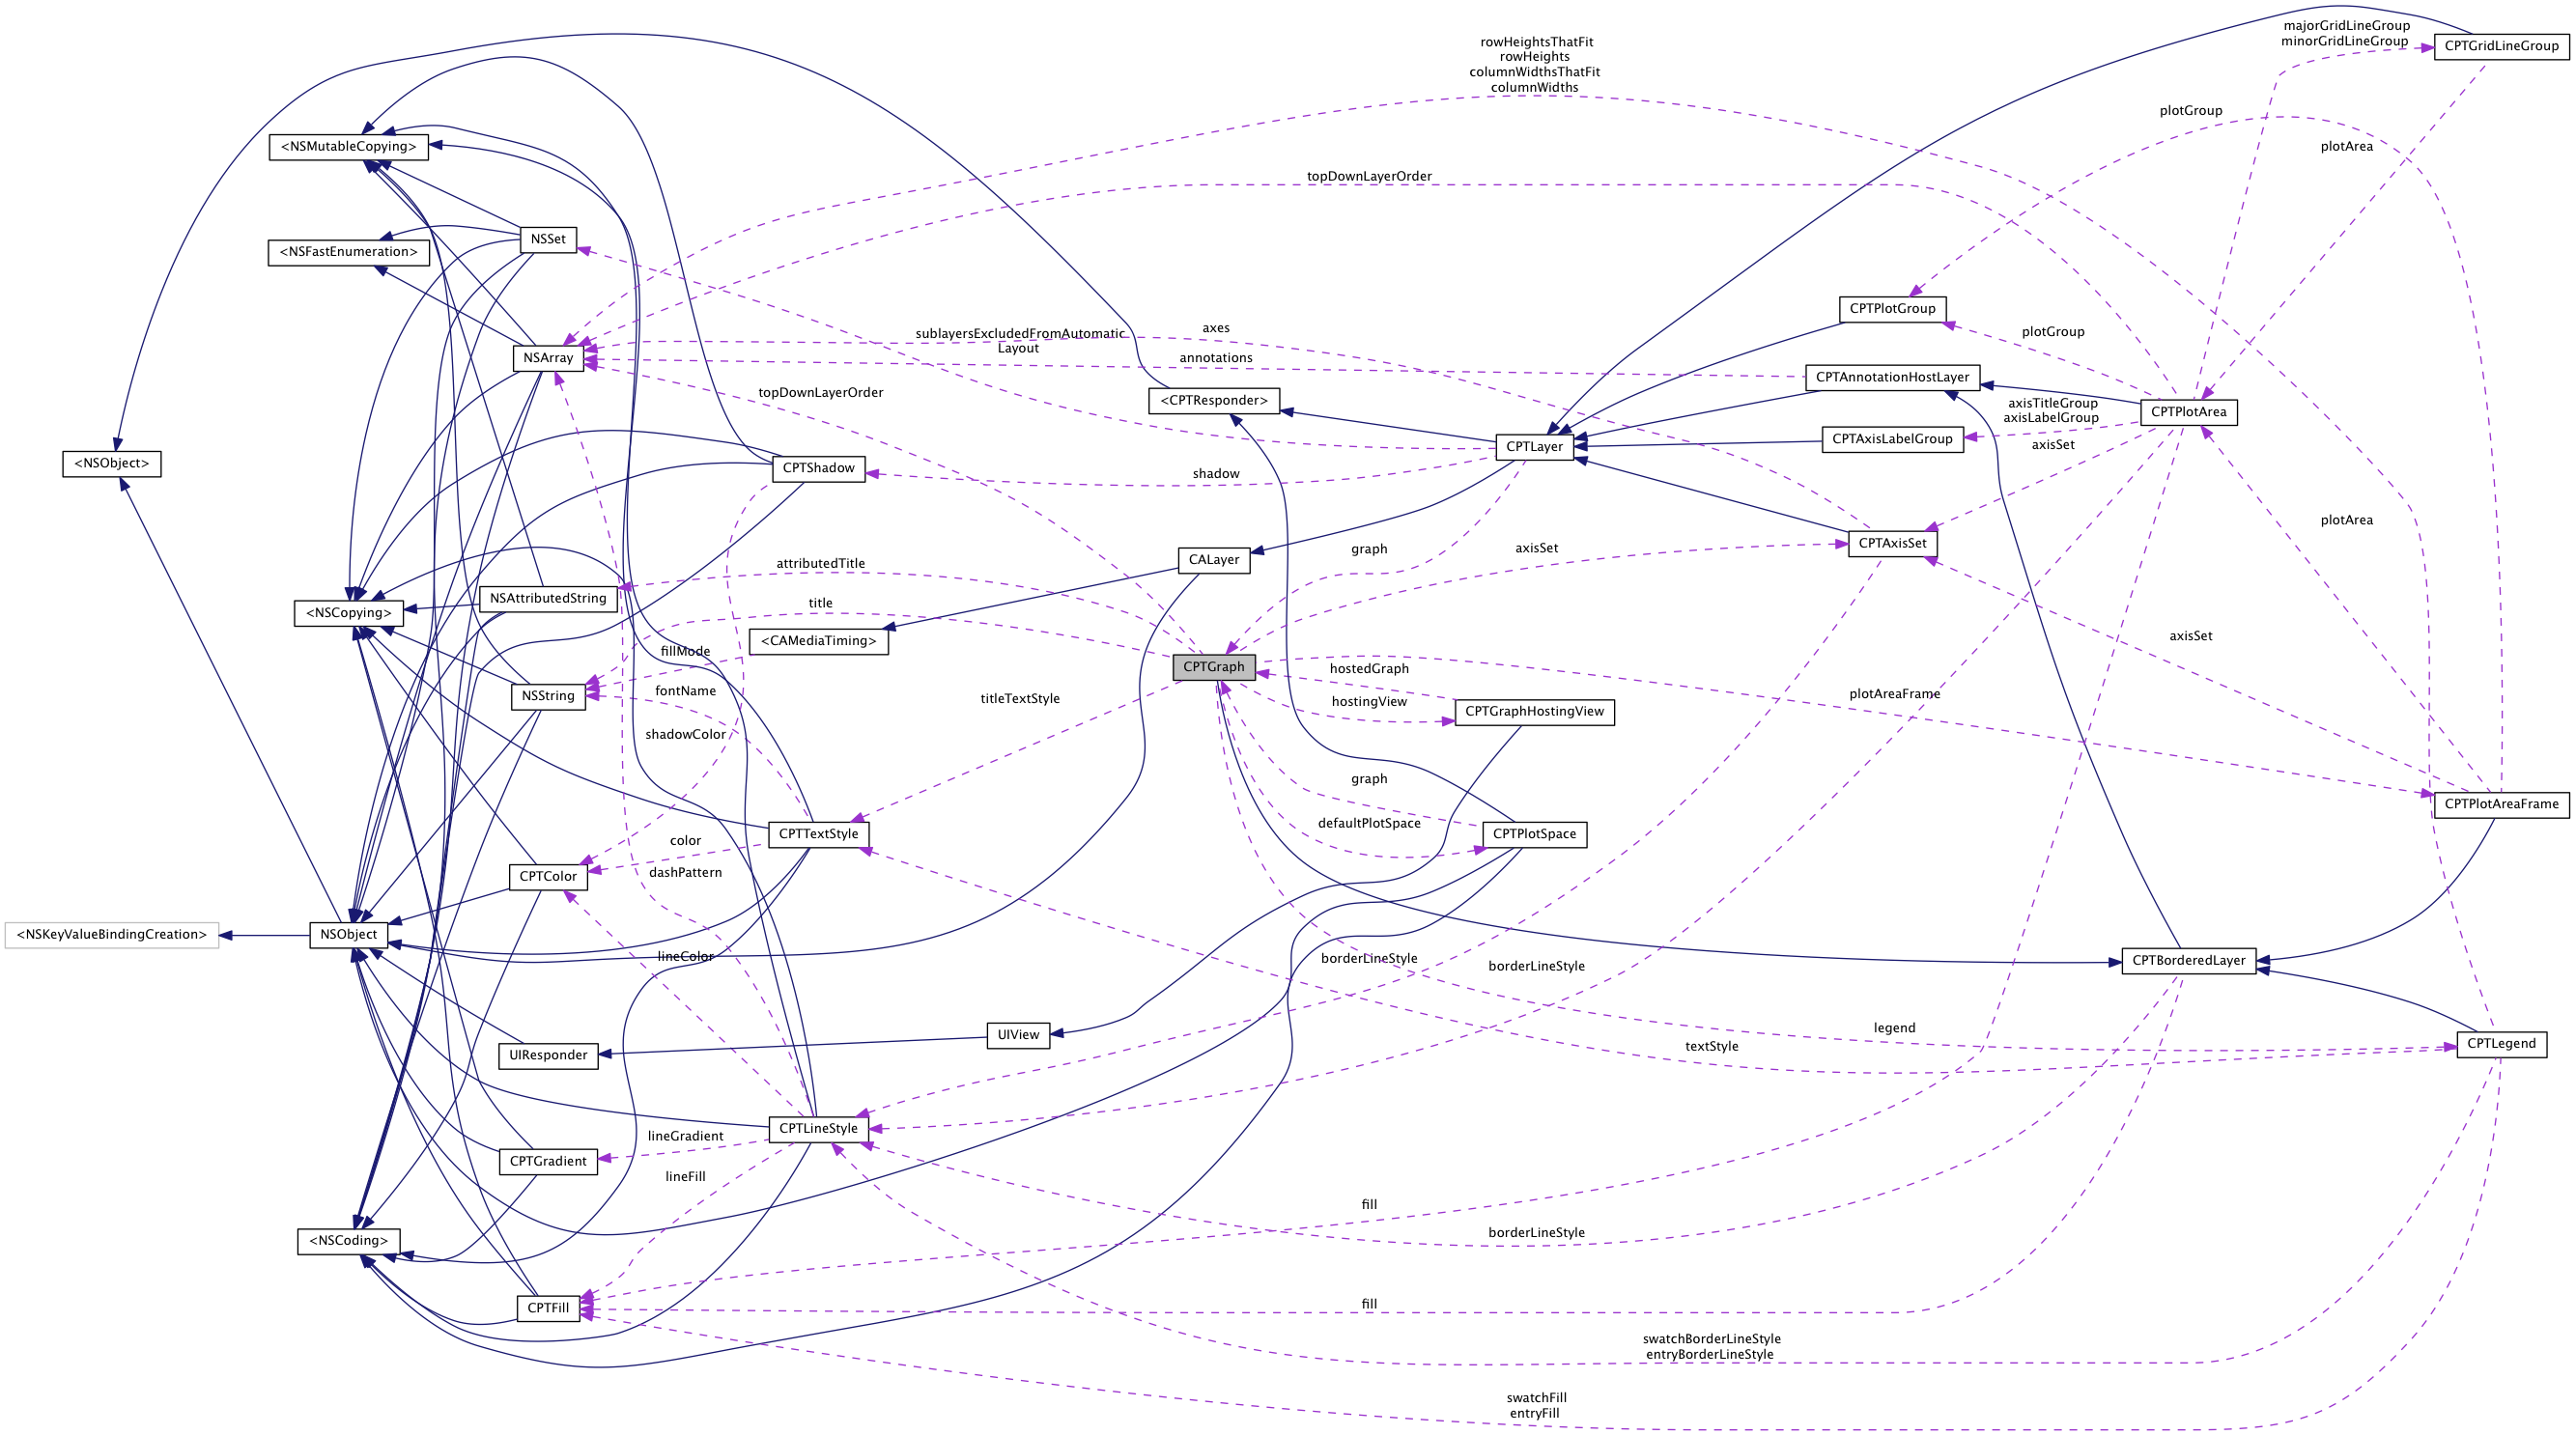 majorGridLineGroup
minorGridLineGroup
CPTGridLineGroup
rowHeightsThatFit
rowHeights
columnWidthsThatFit
columnWidths
plotGroup
<NSMutableCopying>
plotArea
topDownLayerOrder
NSSet
<NSFastEnumeration>
CPTPlotGroup
axes
sublayersExcludedFromAutomatic
Layout
plotGroup
NSArray
annotations
CPTAnnotationHostLayer
topDownLayerOrder
<CPTResponder>
axisTitleGroup
axisLabelGroup
CPTPlotArea
CPTLayer
CPTAxisLabelGroup
axisSet
<NSObject>
CPTShadow
shadow
plotArea
graph
axisSet
CPTAxisSet
CALayer
attributedTitle
NSAttributedString
title
<NSCopying>
<CAMediaTiming>
axisSet
fillMode
CPTGraph
hostedGraph
fontName
NSString
titleTextStyle
hostingView
CPTGraphHostingView
plotAreaFrame
shadowColor
graph
CPTPlotAreaFrame
defaultPlotSpace
CPTPlotSpace
CPTTextStyle
color
dashPattern
CPTColor
<NSKeyValueBindingCreation>
NSObject
lineColor
borderLineStyle
borderLineStyle
CPTBorderedLayer
legend
UIView
textStyle
CPTLegend
UIResponder
CPTLineStyle
lineGradient
CPTGradient
lineFill
fill
<NSCoding>
borderLineStyle
CPTFill
fill
swatchBorderLineStyle
entryBorderLineStyle
swatchFill
entryFill